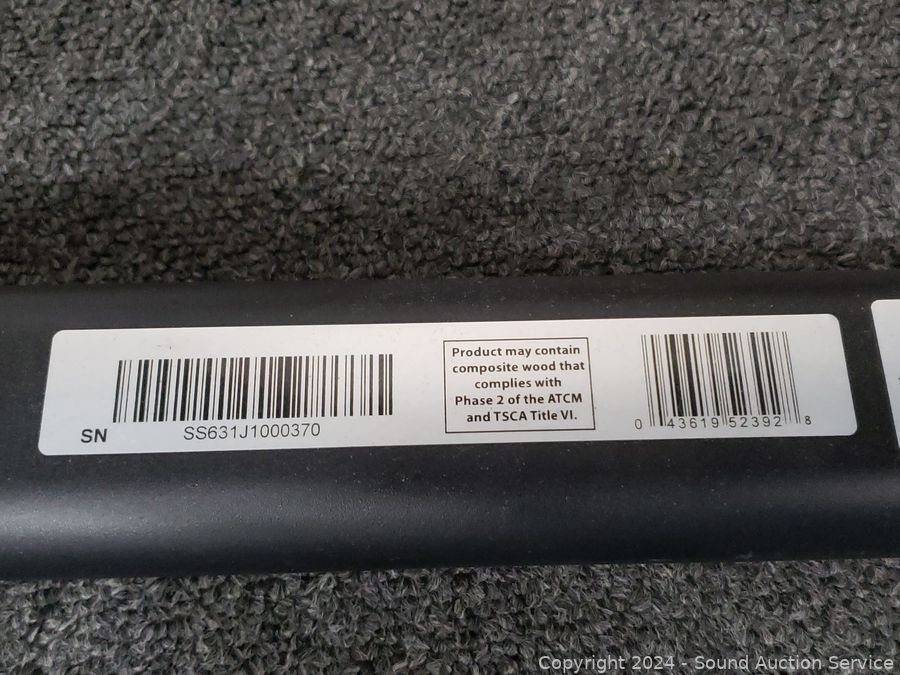 SN
SS631J1000370
Product may contain
composite wood that
complies with
Phase 2 of the ATCM
and TSCA Title VI.
0 43619 52392 8
Copyright 2024 - Sound Auction Service